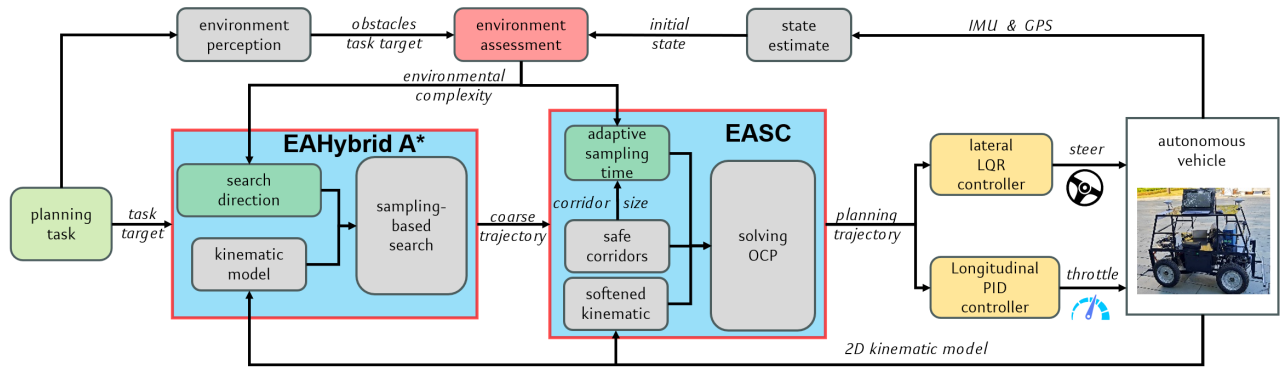 environment
perception
obstacles
task target
environment
assessment
initial
state
state
estimate
IMU & GPS
environmental
complexity
EAHybrid A*
search
direction
kinematic
model
sampling-
based
search
planning
task
task
target
coarse
trajectory
EASC
adaptive
sampling
time
corridor size
safe
corridors
softened
kinematic
solving
OCP
planning
trajectory
lateral
LQR
controller
steer
Longitudinal
PID
controller
throttle
autonomous
vehicle
2D kinematic model